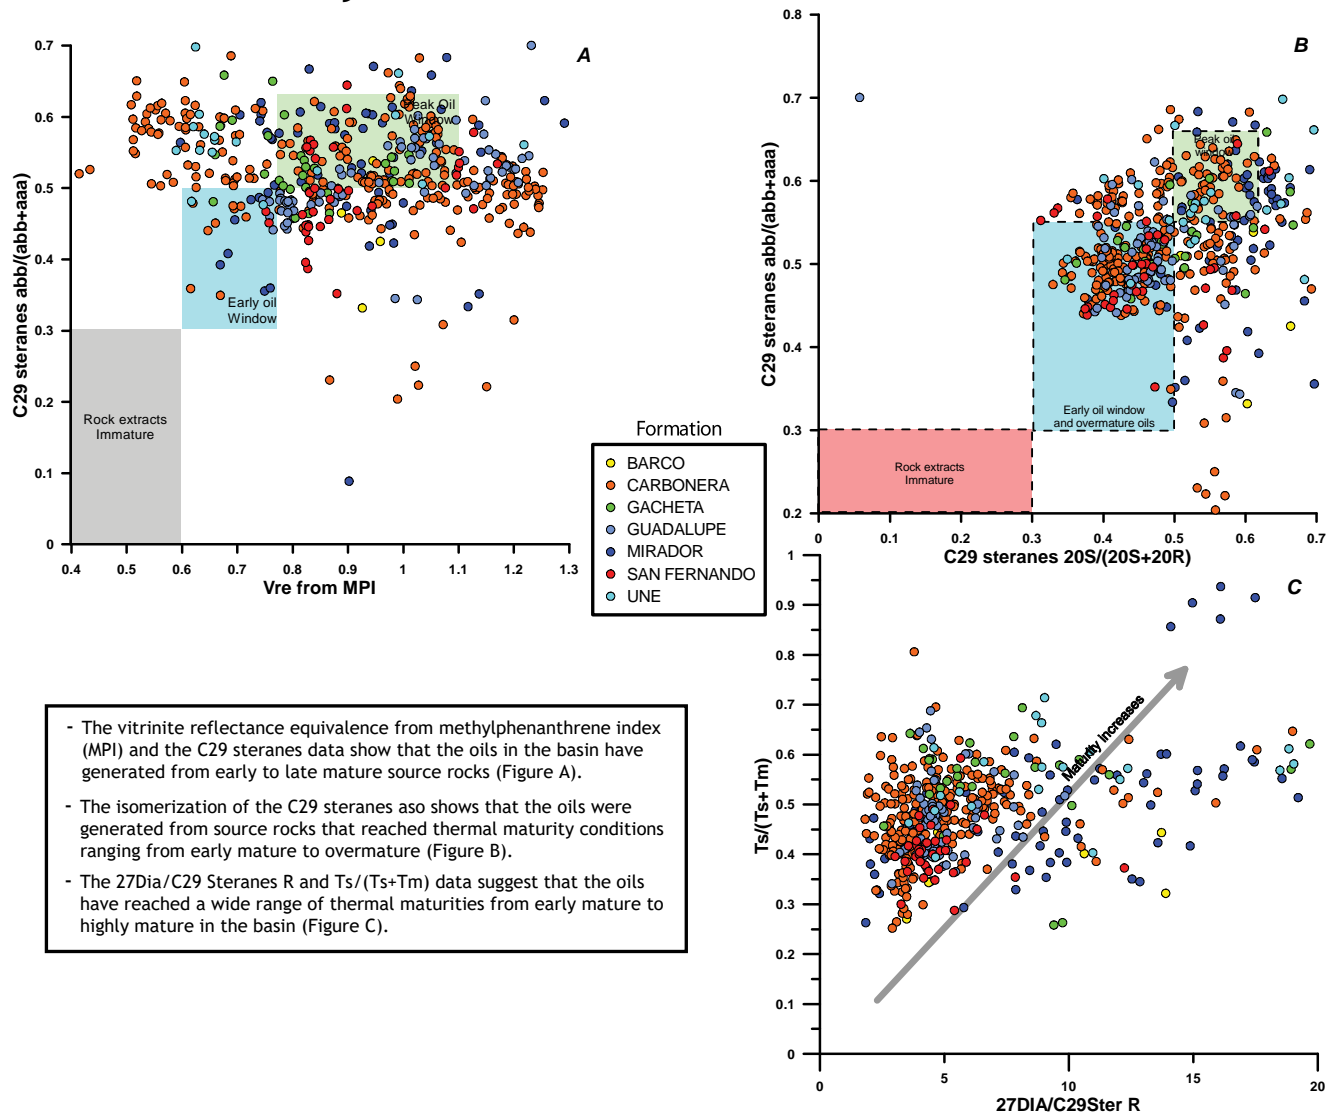 A
0.7
0.6
0.5
0.4
0.3
0.2
0.1
0
C29 steranes abb/(abb+aaa)
Peak Oil
Window
Early oil
Window
Rock extracts
Immature
0.4 0.5 0.6 0.7 0.8 0.9 1 1.1 1.2 1.3
Vre from MPI
Formation
BARCO
CARBONERA
GACHETA
GUADALUPE
MIRADOR
SAN FERNANDO
UNE
B
0.8
0.7
0.6
0.5
0.4
0.3
0.2
C29 steranes abb/(abb+aaa)
Peak oil
window
Early oil window
and overmature oils
Rock extracts
Immature
0 0.1 0.2 0.3 0.4 0.5 0.6 0.7
C29 steranes 20S/(20S+20R)
C
1
0.9
0.8
0.7
0.6
0.5
0.4
0.3
0.2
0.1
0
Ts/(Ts+Tm)
Maturity Increases
0 5 10 15 20
27DIA/C29Ster R
- The vitrinite reflectance equivalence from methylphenanthrene index
(MPI) and the C29 steranes data show that the oils in the basin have
generated from early to late mature source rocks (Figure A).
- The isomerization of the C29 steranes aso shows that the oils were
generated from source rocks that reached thermal maturity conditions
ranging from early mature to overmature (Figure B).
- The 27Dia/C29 Steranes R and Ts/(Ts+Tm) data suggest that the oils
have reached a wide range of thermal maturities from early mature to
highly mature in the basin (Figure C).